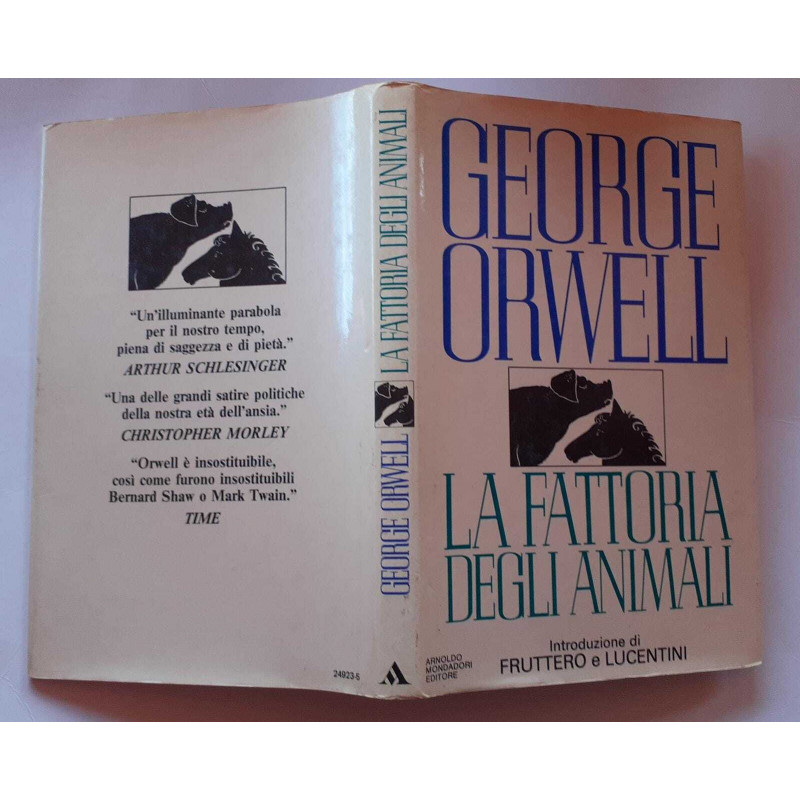 “Un'illuminante parabola
per il nostro tempo,
piena di saggezza e di pietà.”
ARTHUR SCHLESINGER
“Una delle grandi satire politiche
della nostra età dell'ansia.”
CHRISTOPHER MORLEY
“Orwell è insostituibile,
così come furono insostituibili
Bernard Shaw o Mark Twain.”
TIME
24923-5
GEORGE ORWELL
LA FATTORIA DEGLI ANIMALI
GEORGE
ORWELL
LA FATTORIA
DEGLI ANIMALI
Introduzione di
FRUTTERO e LUCENTINI
ARNOLDO
MONDADORI
EDITORE